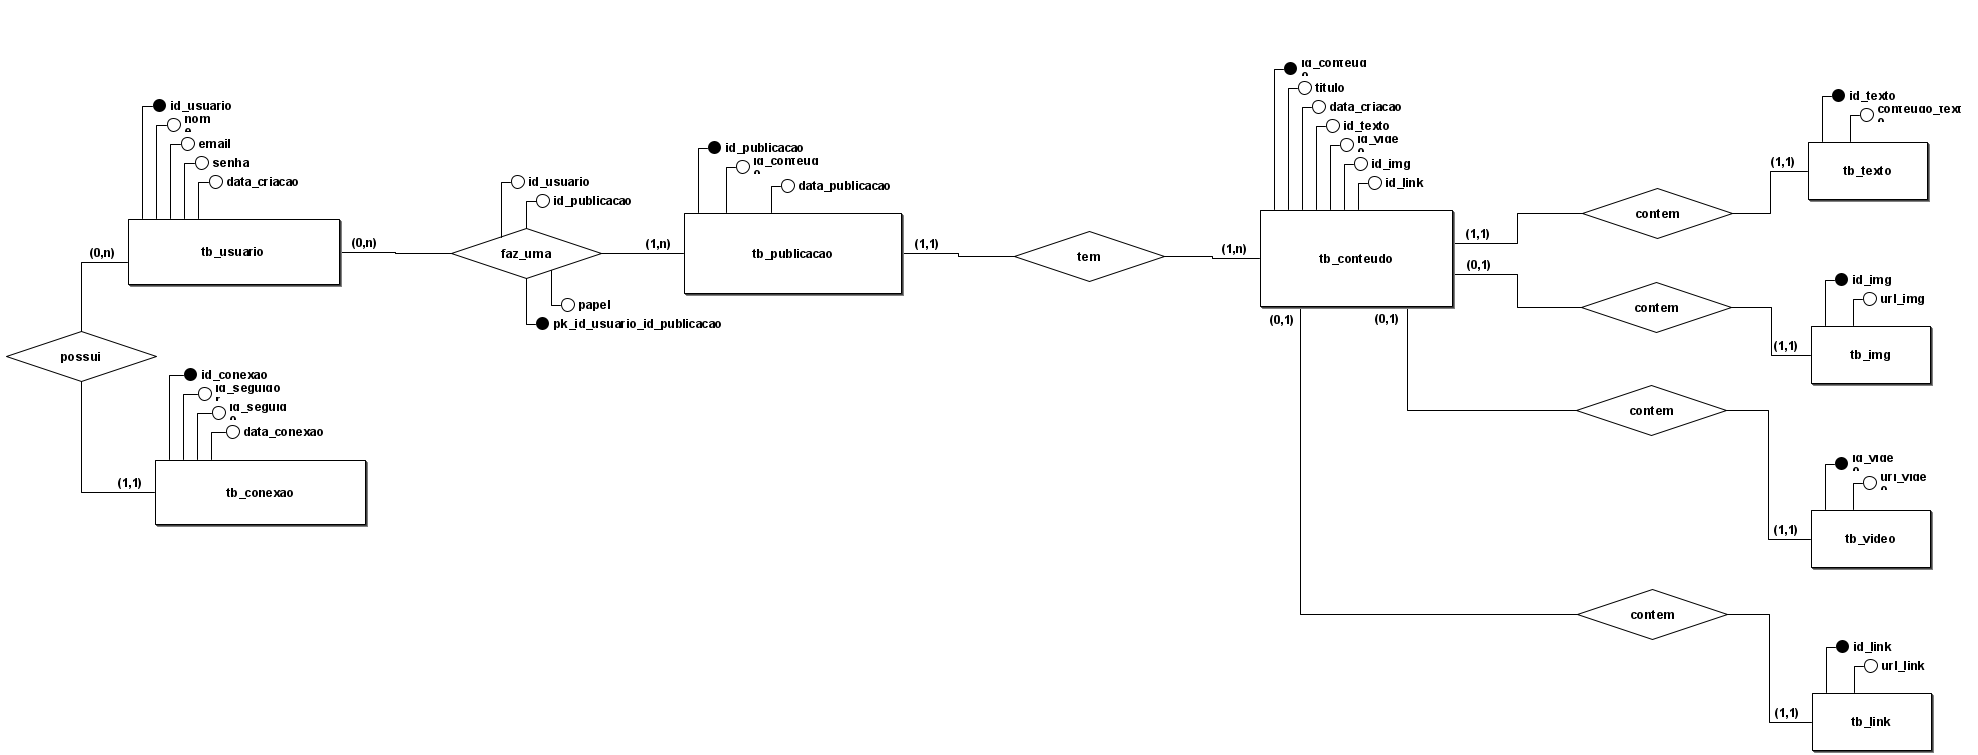 id_usuario
nom
e
email
senha
data_criacao
tb_usuario
(0,n)
(0,n)
possui
(1,1)
id_conexao
id_seguido
r
id_seguid
o
data_conexao
tb_conexao
id_usuario
id_publicacao
faz_uma
papel
pk_id_usuario_id_publicacao
(1,n)
id_publicacao
id_conteud
o
data_publicacao
tb_publicacao
(1,1)
tem
(1,n)
id_conteud
o
titulo
data_criacao
id_texto
id_vide
o
id_img
id_link
tb_conteudo
(1,1)
(0,1)
(0,1)
(0,1)
contem
(1,1)
id_texto
conteudo_text
o
tb_texto
contem
(1,1)
id_img
url_img
tb_img
contem
(1,1)
id_vide
o
url_vide
o
tb_video
contem
(1,1)
id_link
url_link
tb_link